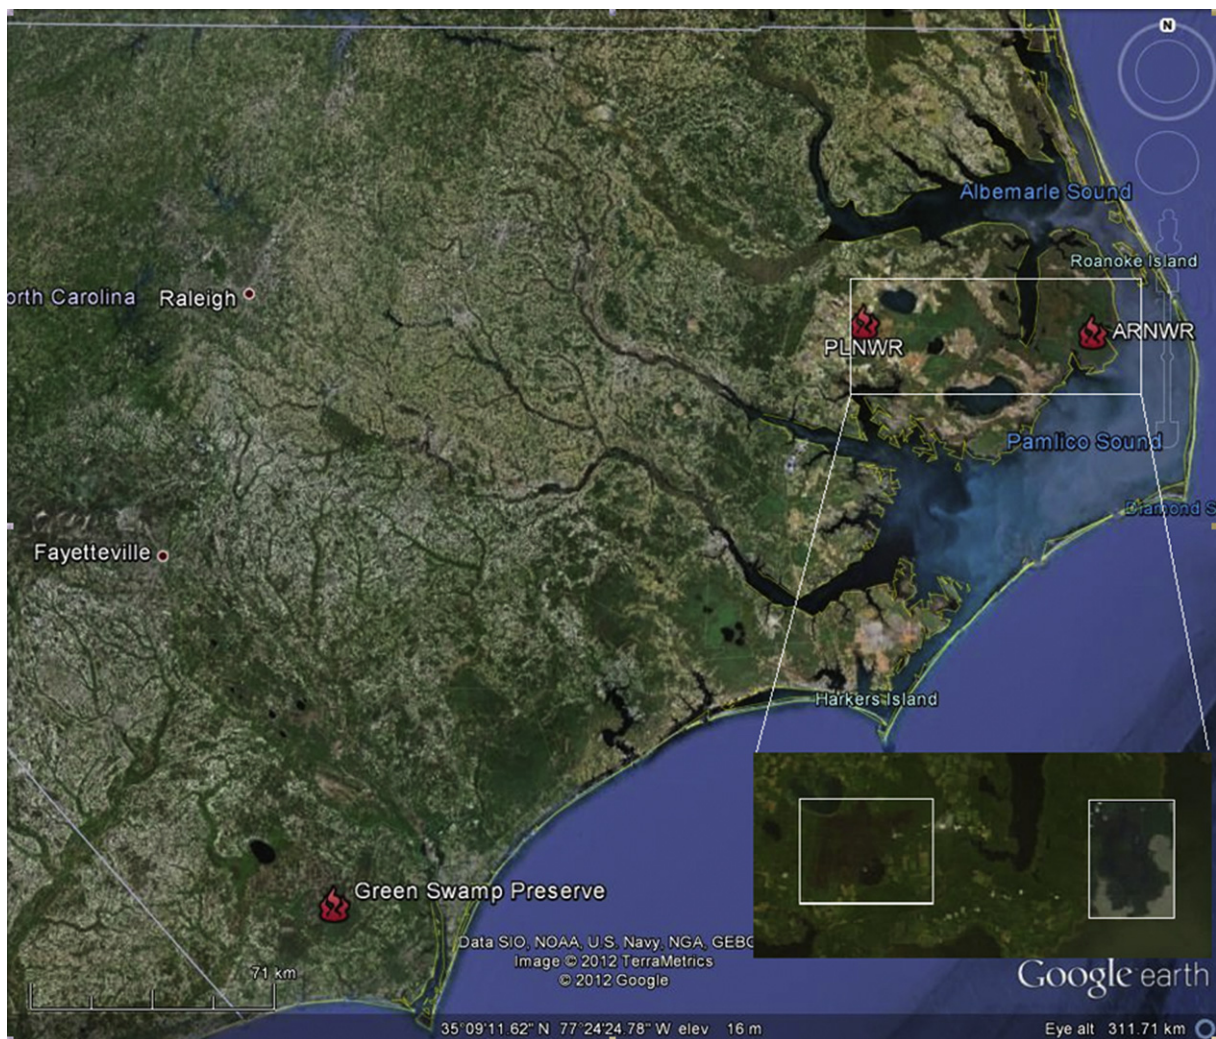 N
Albemarle Sound
Roanoke Island
orth Carolina
Raleigh
PLNWR
ARNWR
Pamlico Sound
Diamond S
Fayetteville
Harkers Island
Green Swamp Preserve
Data SIO, NOAA, U.S. Navy, NGA, GEBC
Image © 2012 TerraMetrics
© 2012 Google
71 km
Google earth
35°09'11.62" N 77°24'24.78" W elev 16 m
Eye alt 311.71 km